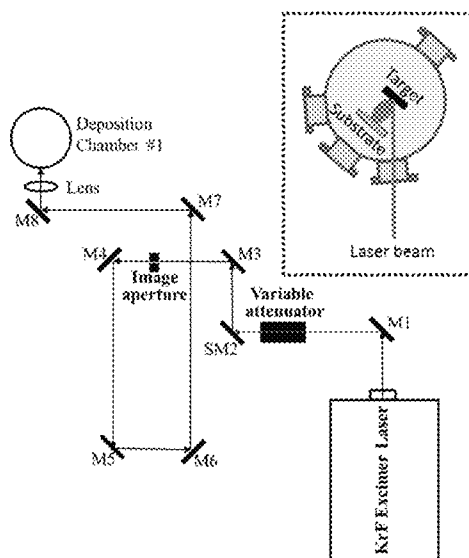 Target
Substrate
Laser beam
Deposition
Chamber #1
Lens
M8
M7
M4
M3
Image
aperture
Variable
attenuator
SM2
M1
M5
M6
KrF Excimer Laser